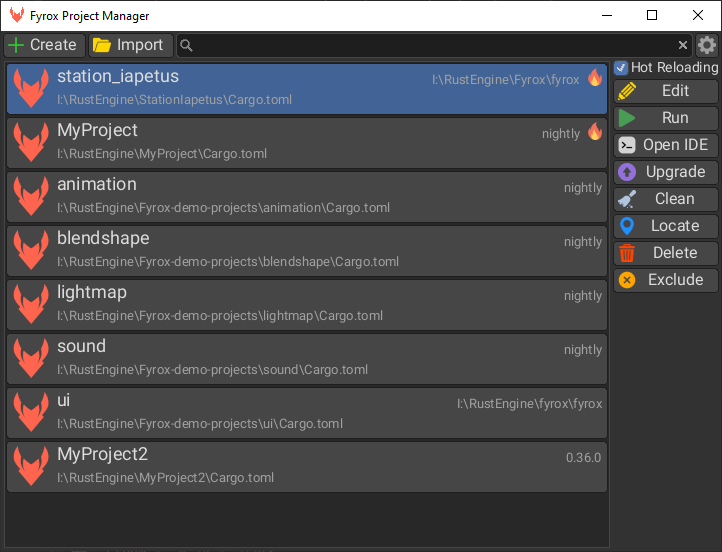 Fyrox Project Manager
Create
Import
Hot Reloading
station_iapetus
I:\RustEngine\Fyrox\fyrox
I:\RustEngine\StationIapetus\Cargo.toml
MyProject
nightly
I:\RustEngine\MyProject\Cargo.toml
animation
nightly
I:\RustEngine\Fyrox-demo-projects\animation\Cargo.toml
blendshape
nightly
I:\RustEngine\Fyrox-demo-projects\blendshape\Cargo.toml
lightmap
nightly
I:\RustEngine\Fyrox-demo-projects\lightmap\Cargo.toml
sound
nightly
I:\RustEngine\Fyrox-demo-projects\sound\Cargo.toml
ui
I:\RustEngine\fyrox\fyrox
I:\RustEngine\Fyrox-demo-projects\ui\Cargo.toml
MyProject2
0.36.0
I:\RustEngine\MyProject2\Cargo.toml
Edit
Run
Open IDE
Upgrade
Clean
Locate
Delete
Exclude